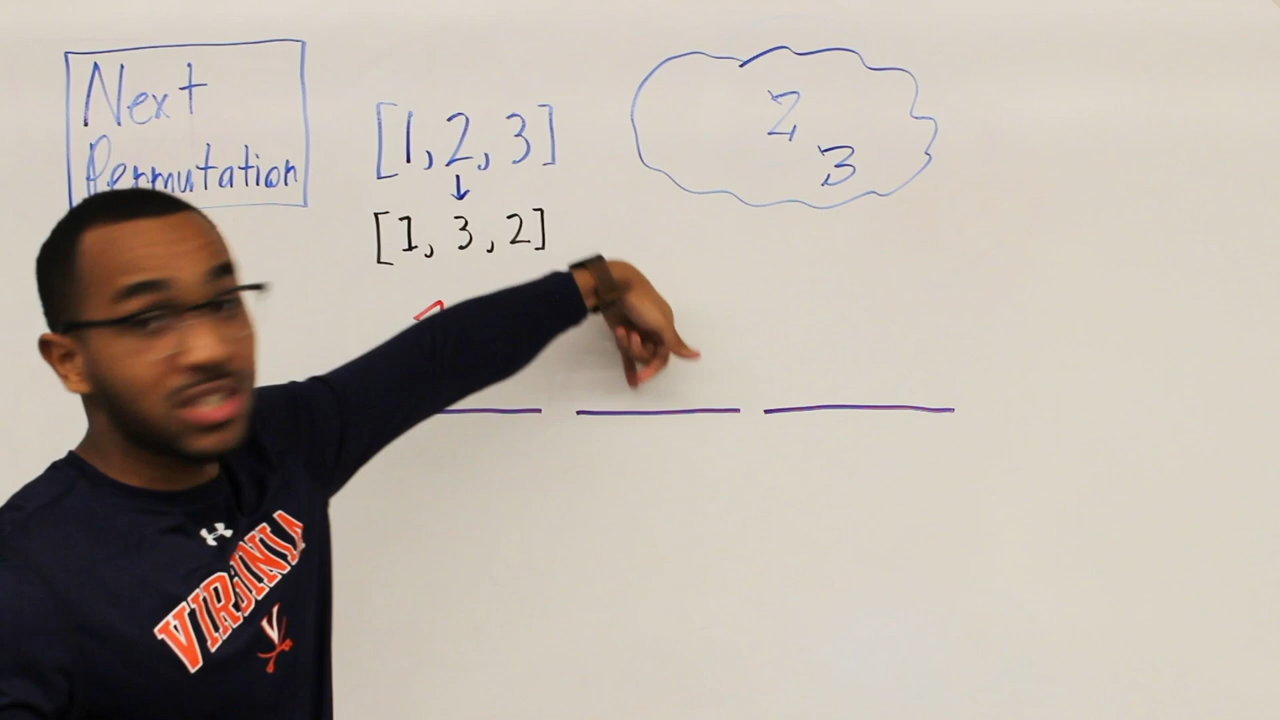 Next
Permutation
[1, 2, 3]
↓
[1, 3, 2]
2
3
VIRGINIA